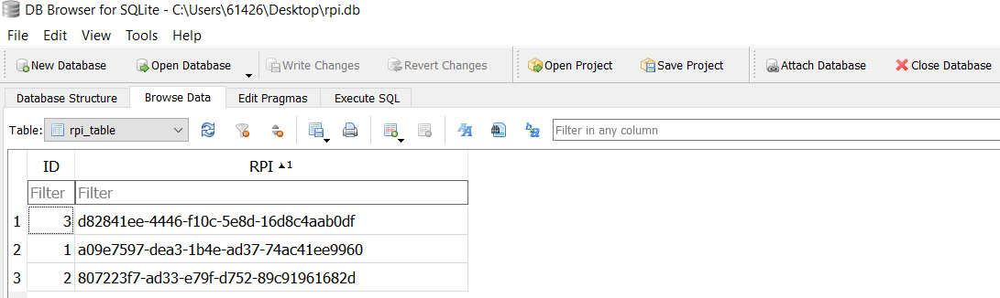 DB Browser for SQLite - C:\Users\61426\Desktop\rpi.db
File Edit View Tools Help
New Database Open Database Write Changes Revert Changes Open Project Save Project Attach Database Close Database
Database Structure Browse Data Edit Pragmas Execute SQL
Table: rpi_table Filter in any column
ID RPI 1
Filter Filter
1 3 d82841ee-4446-f10c-5e8d-16d8c4aab0df
2 1 a09e7597-dea3-1b4e-ad37-74ac41ee9960
3 2 807223f7-ad33-e79f-d752-89c91961682d